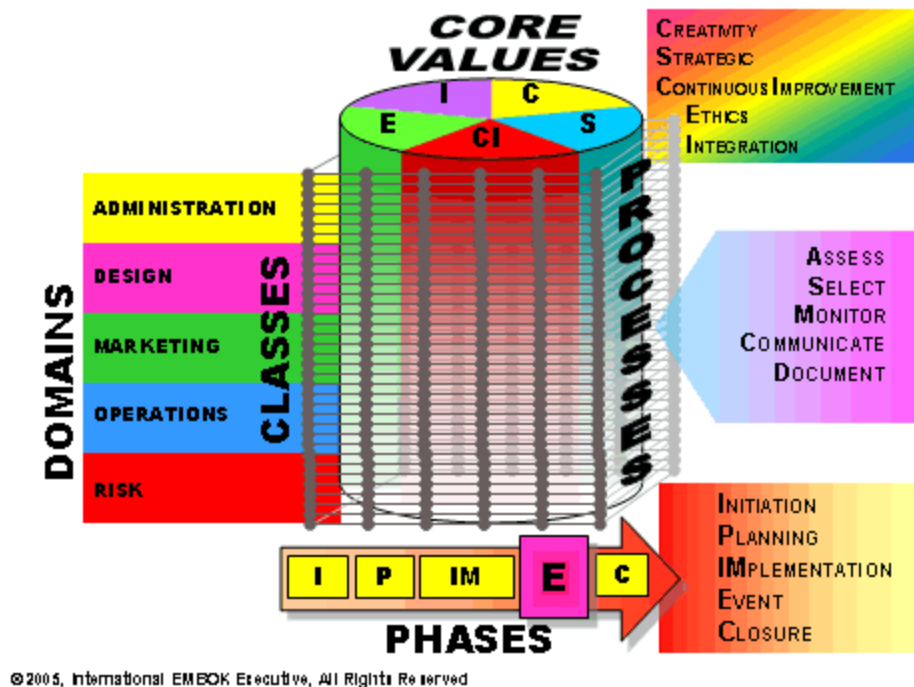 CORE
VALUES
I
C
E
S
CI
CREATIVITY
STRATEGIC
CONTINUOUS IMPROVEMENT
ETHICS
INTEGRATION
DOMAINS
ADMINISTRATION
DESIGN
MARKETING
OPERATIONS
RISK
CLASSES
PROCESSES
ASSESS
SELECT
MONITOR
COMMUNICATE
DOCUMENT
I
P
IM
E
C
PHASES
INITIATION
PLANNING
IMPLEMENTATION
EVENT
CLOSURE
©2005, International EMBOK Executive, All Rights Reserved